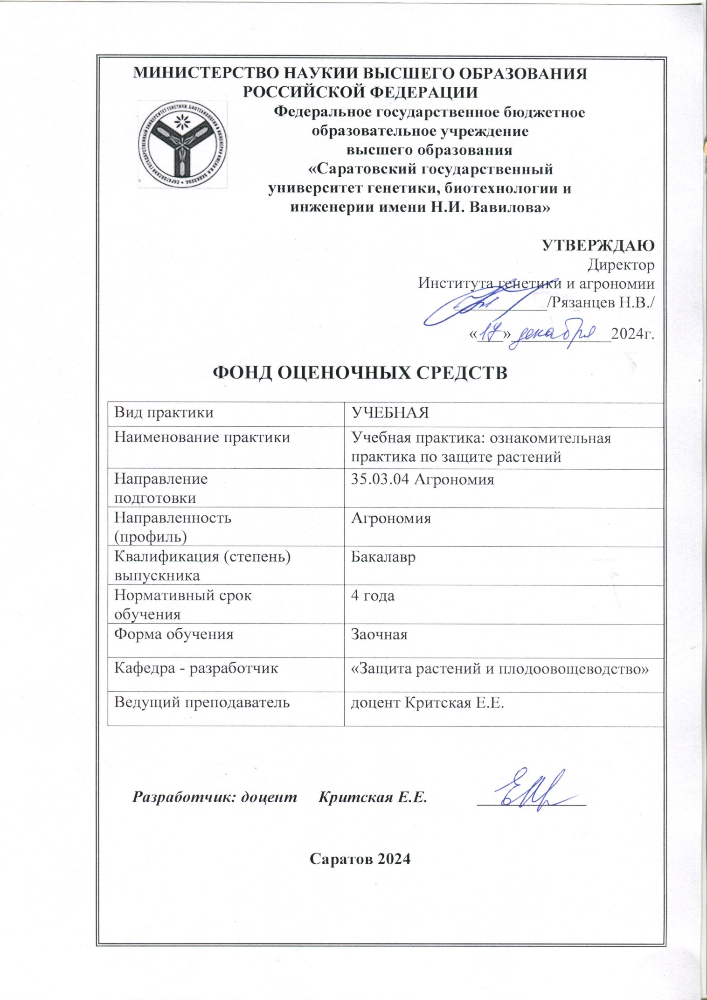 МИНИСТЕРСТВО НАУКИИ ВЫСШЕГО ОБРАЗОВАНИЯ
РОССИЙСКОЙ ФЕДЕРАЦИИ
Федеральное государственное бюджетное
образовательное учреждение
высшего образования
«Саратовский государственный
университет генетики, биотехнологии и
инженерии имени Н.И. Вавилова»
УТВЕРЖДАЮ
Директор
Института генетики и агрономии
/Рязанцев Н.В./
«17» декабря 2024г.
ФОНД ОЦЕНОЧНЫХ СРЕДСТВ
Вид практики УЧЕБНАЯ
Наименование практики Учебная практика: ознакомительная
практика по защите растений
Направление 35.03.04 Агрономия
подготовки
Направленность Агрономия
(профиль)
Квалификация (степень) Бакалавр
выпускника
Нормативный срок 4 года
обучения
Форма обучения Заочная
Кафедра - разработчик «Защита растений и плодоовощеводство»
Ведущий преподаватель доцент Критская Е.Е.
Разработчик: доцент Критская Е.Е.
Саратов 2024